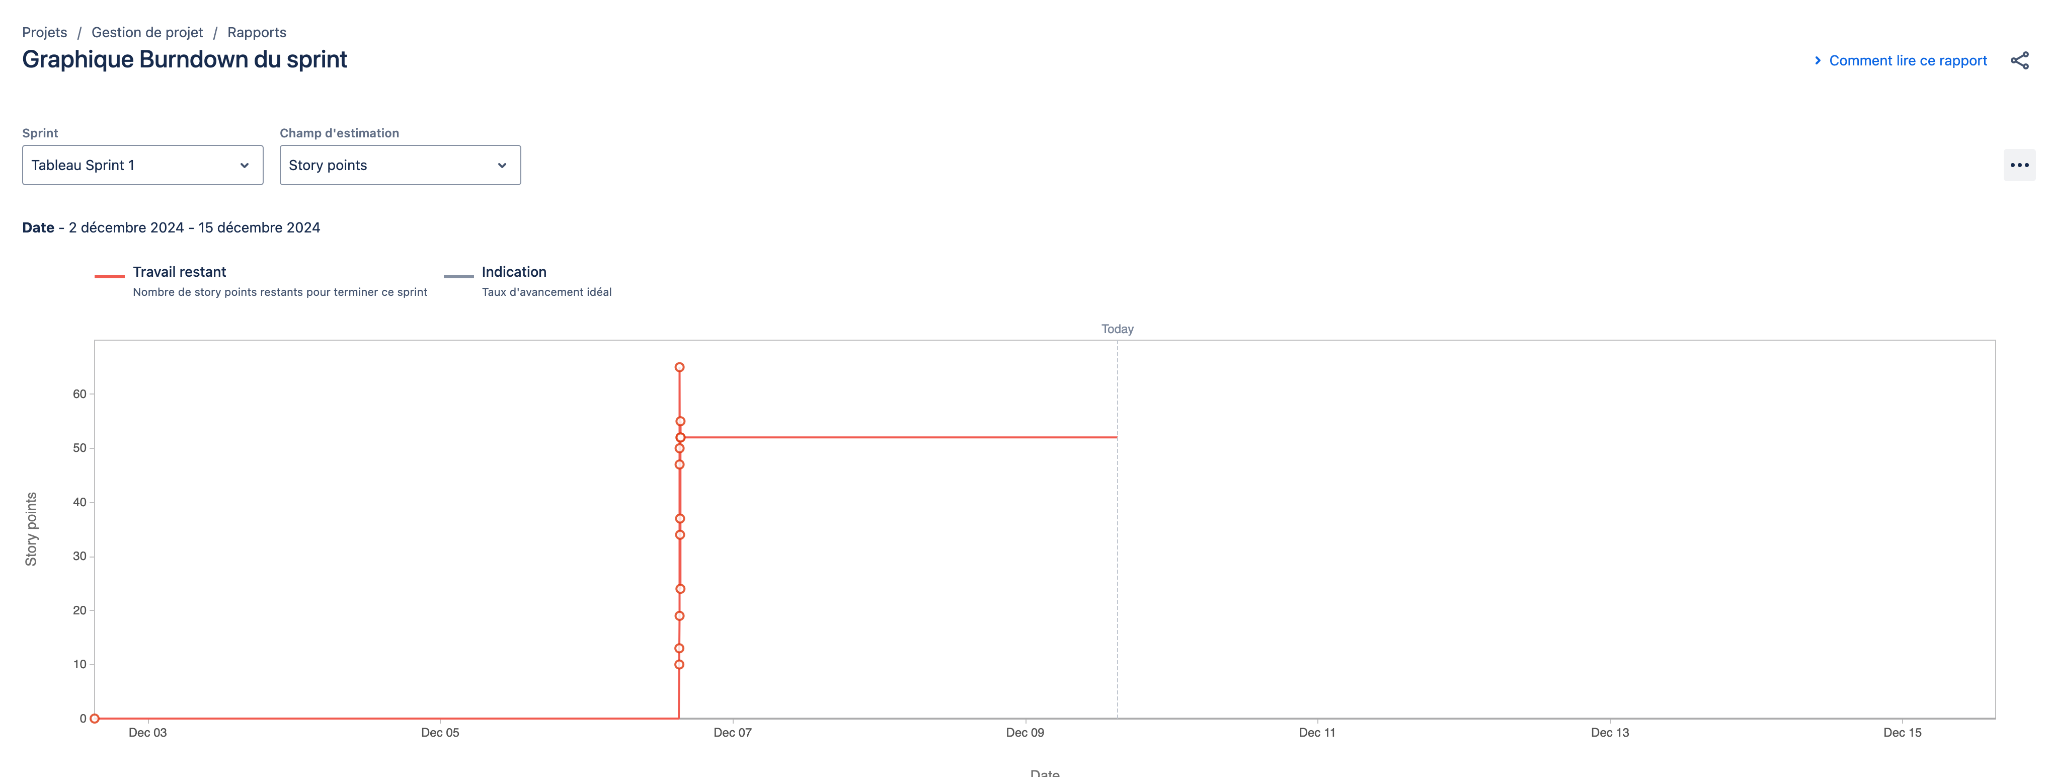 Projets / Gestion de projet / Rapports
Graphique Burndown du sprint
Comment lire ce rapport
Sprint
Champ d'estimation
Tableau Sprint 1
Story points
Date - 2 décembre 2024 - 15 décembre 2024
Travail restant
Nombre de story points restants pour terminer ce sprint
Indication
Taux d'avancement idéal
Today
60
50
40
30
20
10
0
Story points
Dec 03
Dec 05
Dec 07
Dec 09
Dec 11
Dec 13
Dec 15
Date